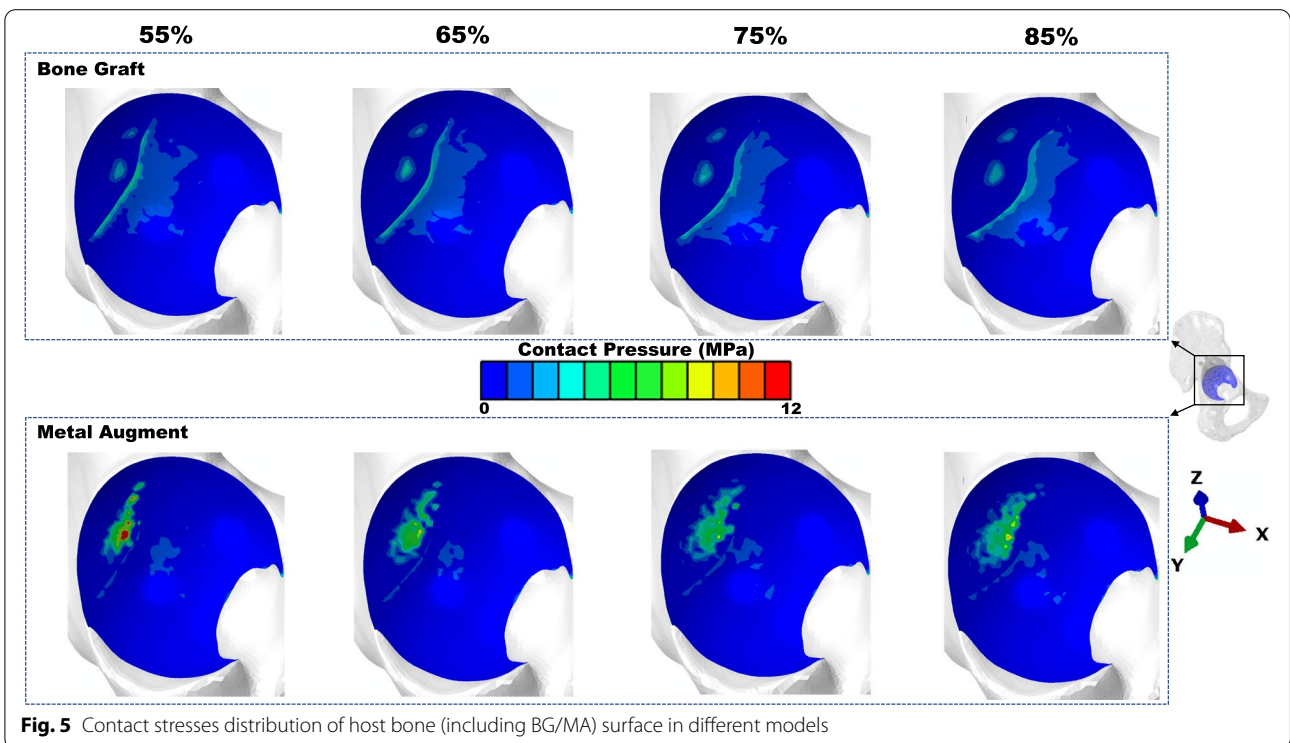 55% 65% 75% 85%
Bone Graft
Contact Pressure (MPa)
0 12
Metal Augment
Z
X
Y
Fig. 5 Contact stresses distribution of host bone (including BG/MA) surface in different models